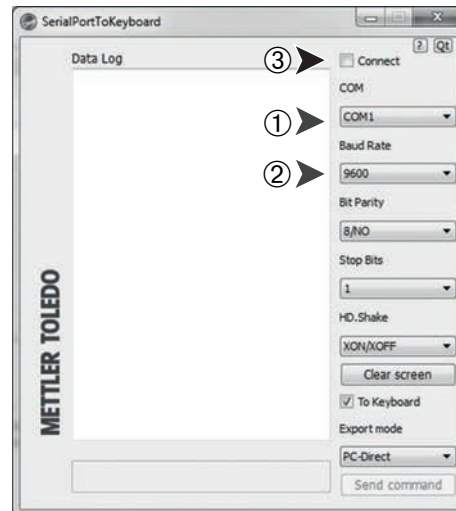 SerialPortToKeyboard
? Qt
Data Log
③
Connect
COM
①
COM1
Baud Rate
②
9600
Bit Parity
8/NO
Stop Bits
1
HD.Shake
XON/XOFF
Clear screen
To Keyboard
Export mode
PC-Direct
Send command
METTLER TOLEDO